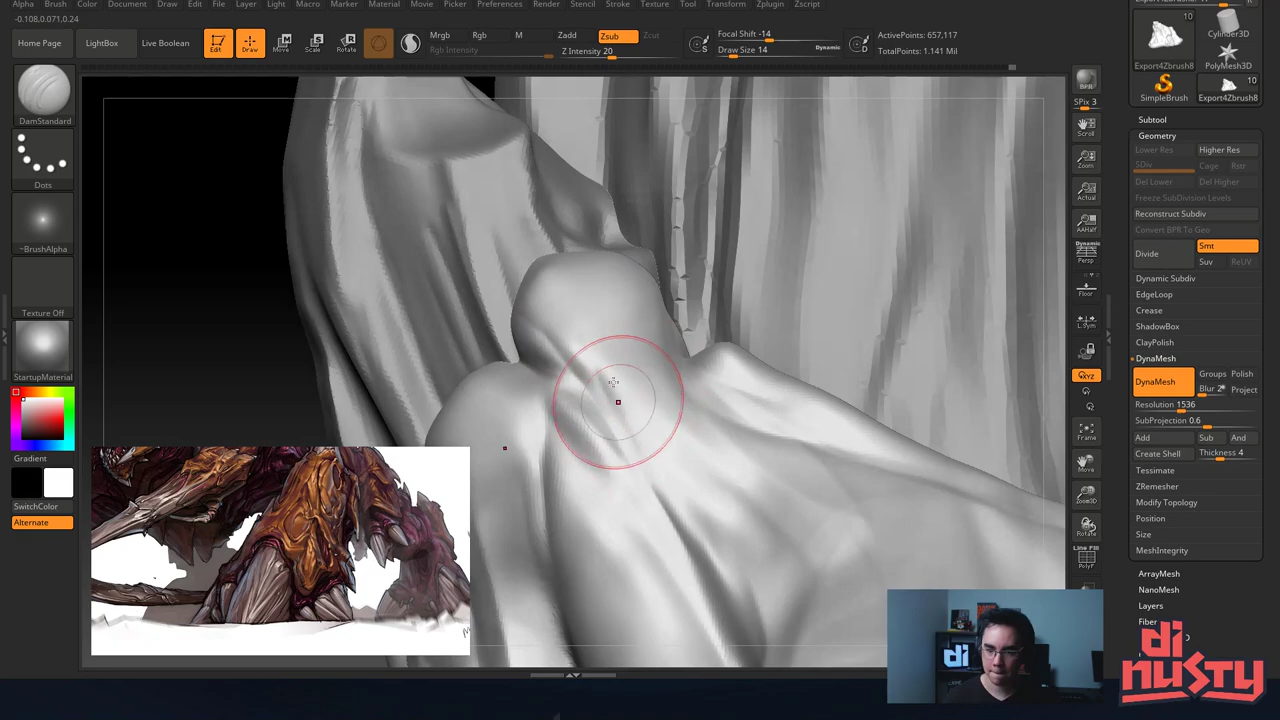 Alpha Brush Color Document Draw Edit File Layer Light Macro Marker Material Movie Picker Preferences Render Stencil Stroke Texture Tool Transform Zplugin Zscript
-0.108,0.071,0.24
Home Page LightBox Live Boolean Edit Draw Move Scale Rotate
Mrgb Rgb M Zadd Zsub Zcut
Rgb Intensity Z Intensity 20
Focal Shift -14
Draw Size 14 Dynamic
S D
ActivePoints: 657,117
TotalPoints: 1.141 Mil
DamStandard
Dots
~BrushAlpha
Texture Off
StartupMaterial
Gradient
SwitchColor
Alternate
BPR
SPix 3
Scroll
Zoom
Actual
AAHalf
Dynamic
Persp
Floor
L.Sym
XYZ
Frame
Move
Zoom3D
Rotate
Line Fill
PolyF
10
Export4Zbrush8
Cylinder3D
PolyMesh3D
SimpleBrush
10
Export4Zbrush8
Subtool
Geometry
Lower Res Higher Res
SDiv Cage Rstr
Del Lower Del Higher
Freeze SubDivision Levels
Reconstruct Subdiv
Convert BPR To Geo
Divide Smt
Suv ReUV
Dynamic Subdiv
EdgeLoop
Crease
ShadowBox
ClayPolish
DynaMesh
DynaMesh Groups Polish
Blur 2 Project
Resolution 1536
SubProjection 0.6
Add Sub And
Create Shell Thickness 4
Tessimate
ZRemesher
Modify Topology
Position
Size
MeshIntegrity
ArrayMesh
NanoMesh
Layers
di
di
NUSTY